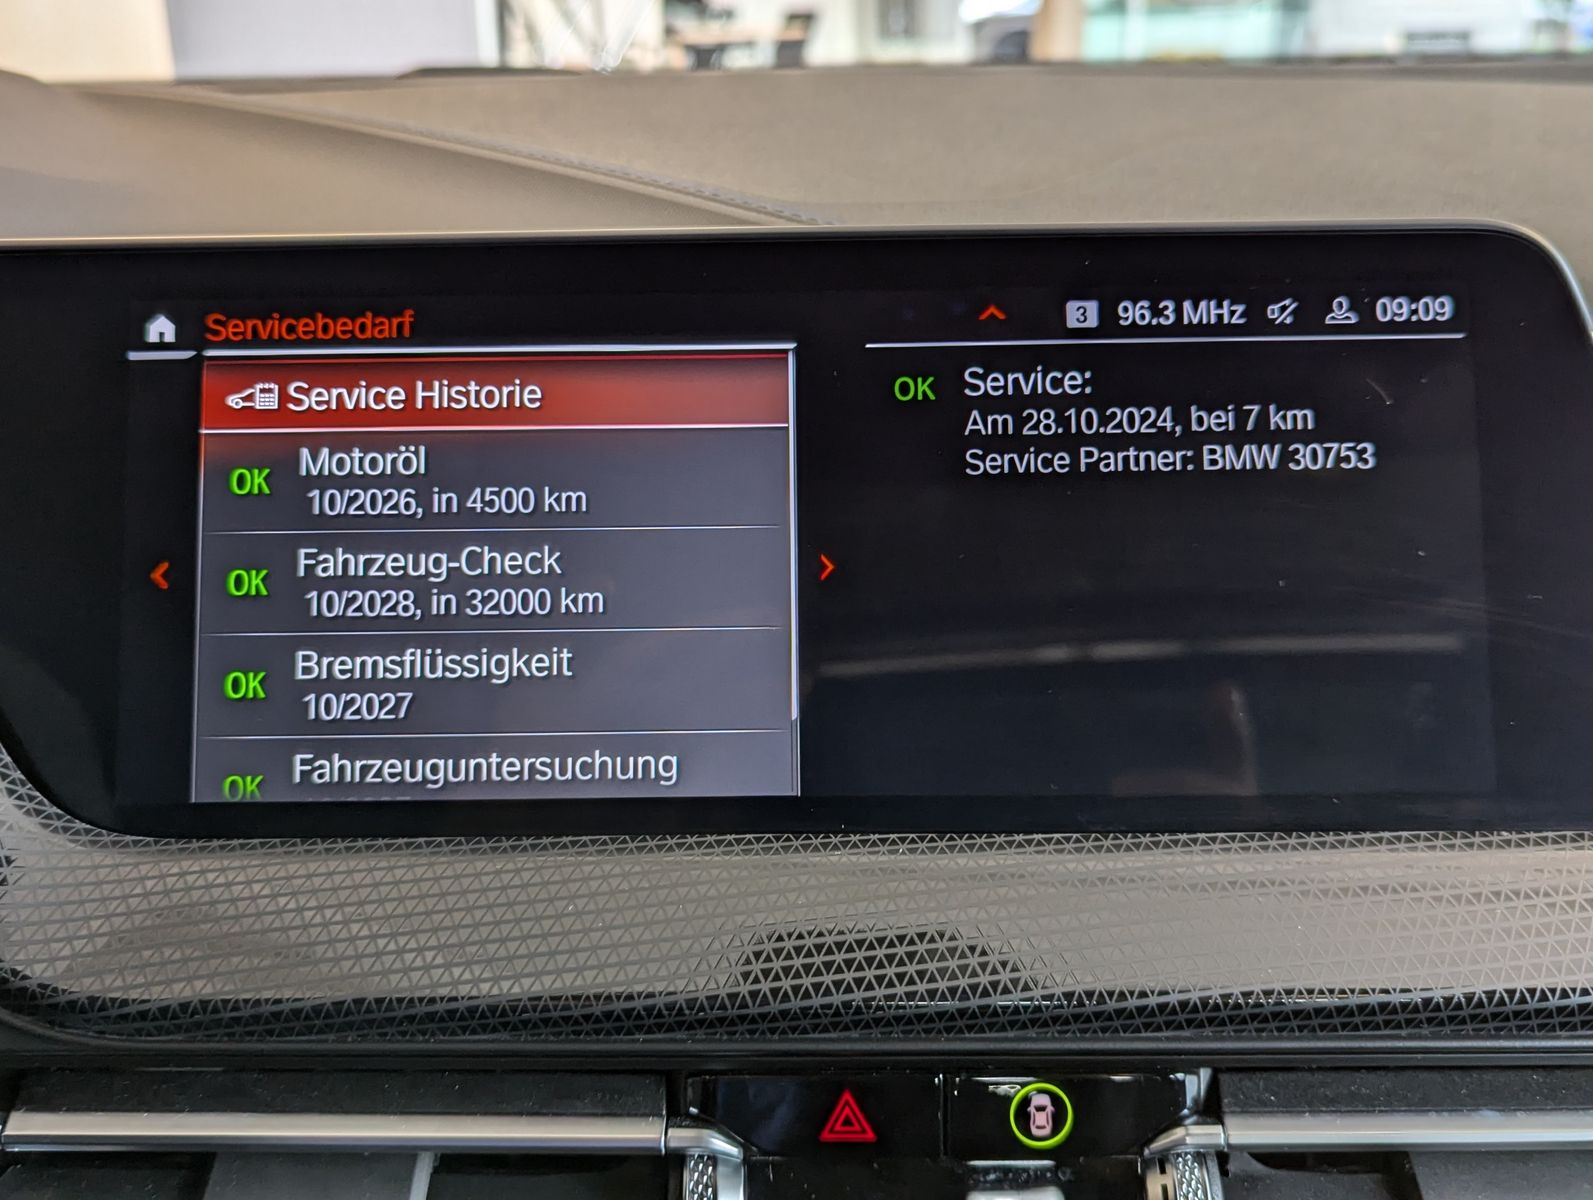 Servicebedarf
3 96.3 MHz 09:09
Service Historie
OK Motoröl
10/2026, in 4500 km
OK Fahrzeug-Check
10/2028, in 32000 km
OK Bremsflüssigkeit
10/2027
OK Fahrzeuguntersuchung
OK Service:
Am 28.10.2024, bei 7 km
Service Partner: BMW 30753